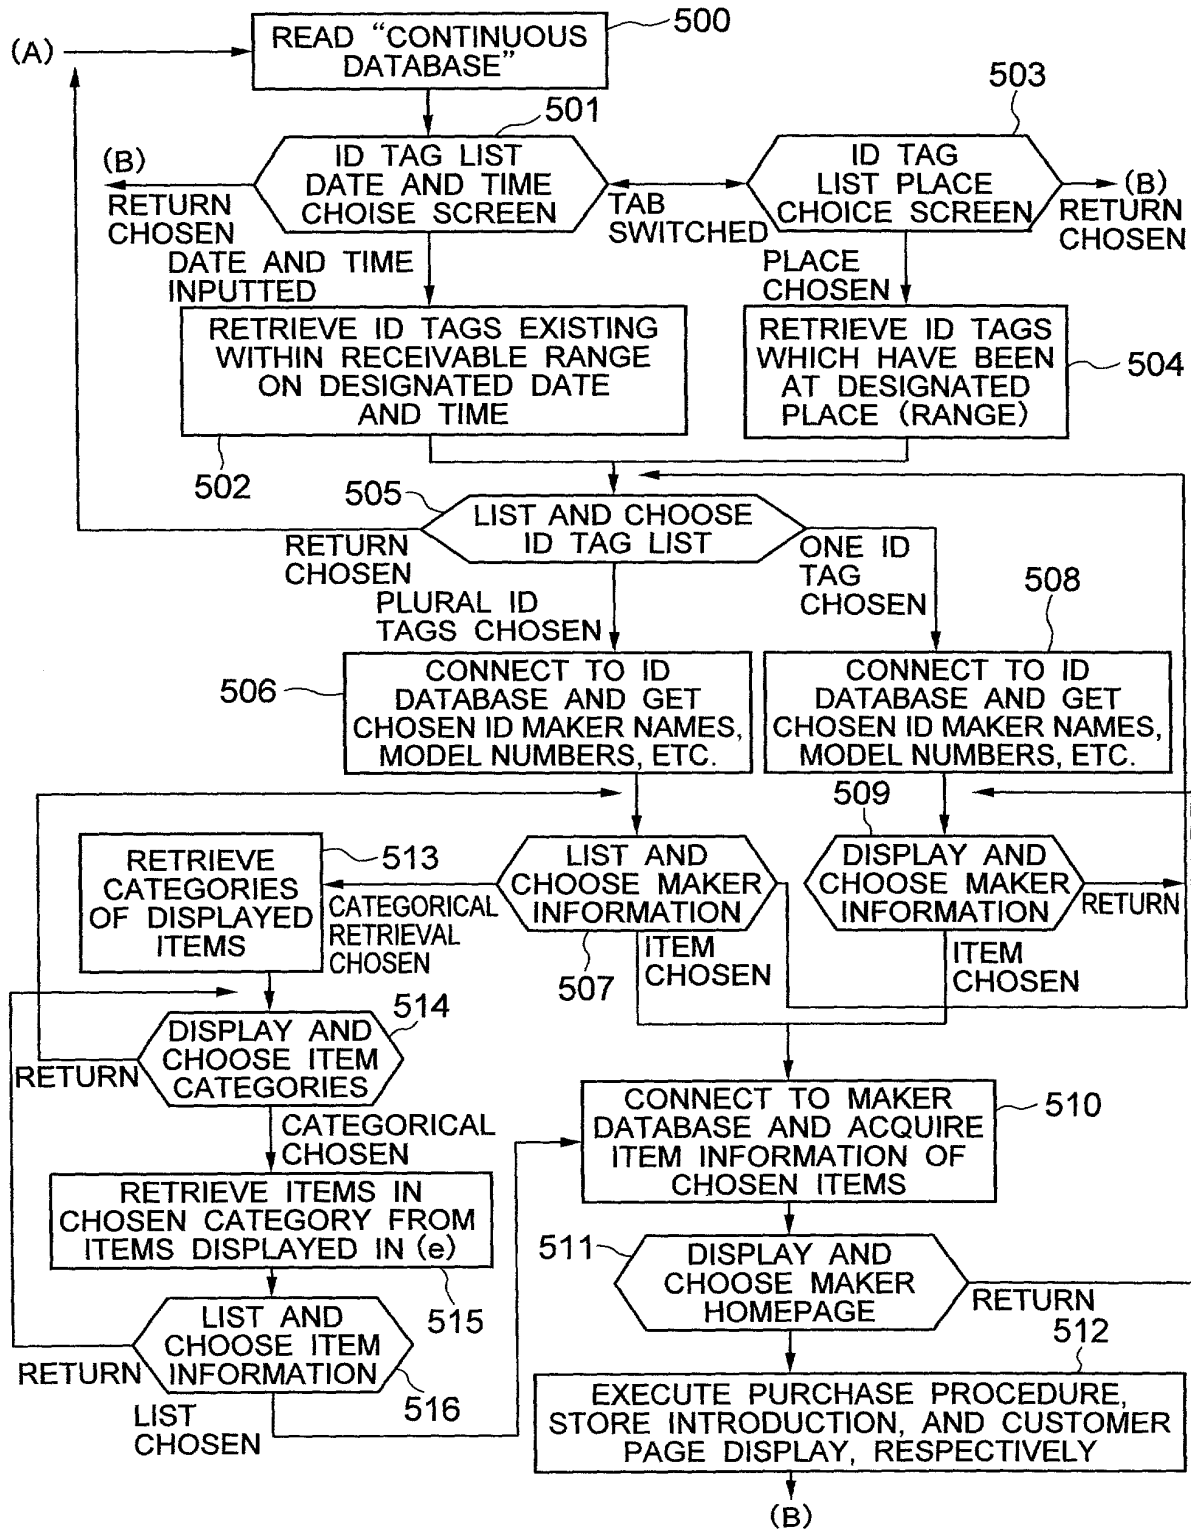 (A)
READ "CONTINUOUS
DATABASE"
500
501
ID TAG LIST
DATE AND TIME
CHOISE SCREEN
(B)
RETURN
CHOSEN
TAB
SWITCHED
503
ID TAG
LIST PLACE
CHOICE SCREEN
(B)
RETURN
CHOSEN
DATE AND TIME
INPUTTED
PLACE
CHOSEN
RETRIEVE ID TAGS EXISTING
WITHIN RECEIVABLE RANGE
ON DESIGNATED DATE
AND TIME
502
RETRIEVE ID TAGS
WHICH HAVE BEEN
AT DESIGNATED
PLACE (RANGE)
504
505
LIST AND CHOOSE
ID TAG LIST
RETURN
CHOSEN
PLURAL ID
TAGS CHOSEN
ONE ID
TAG
CHOSEN
506
CONNECT TO ID
DATABASE AND GET
CHOSEN ID MAKER NAMES,
MODEL NUMBERS, ETC.
508
CONNECT TO ID
DATABASE AND GET
CHOSEN ID MAKER NAMES,
MODEL NUMBERS, ETC.
509
513
RETRIEVE
CATEGORIES
OF DISPLAYED
ITEMS
CATEGORICAL
RETRIEVAL
CHOSEN
LIST AND
CHOOSE MAKER
INFORMATION
507
ITEM
CHOSEN
DISPLAY AND
CHOOSE MAKER
INFORMATION
RETURN
ITEM
CHOSEN
514
DISPLAY AND
CHOOSE ITEM
CATEGORIES
RETURN
CATEGORICAL
CHOSEN
RETRIEVE ITEMS IN
CHOSEN CATEGORY FROM
ITEMS DISPLAYED IN (e)
515
LIST AND
CHOOSE ITEM
INFORMATION
516
RETURN
LIST
CHOSEN
CONNECT TO MAKER
DATABASE AND ACQUIRE
ITEM INFORMATION OF
CHOSEN ITEMS
510
511
DISPLAY AND
CHOOSE MAKER
HOMEPAGE
RETURN
512
EXECUTE PURCHASE PROCEDURE,
STORE INTRODUCTION, AND CUSTOMER
PAGE DISPLAY, RESPECTIVELY
(B)